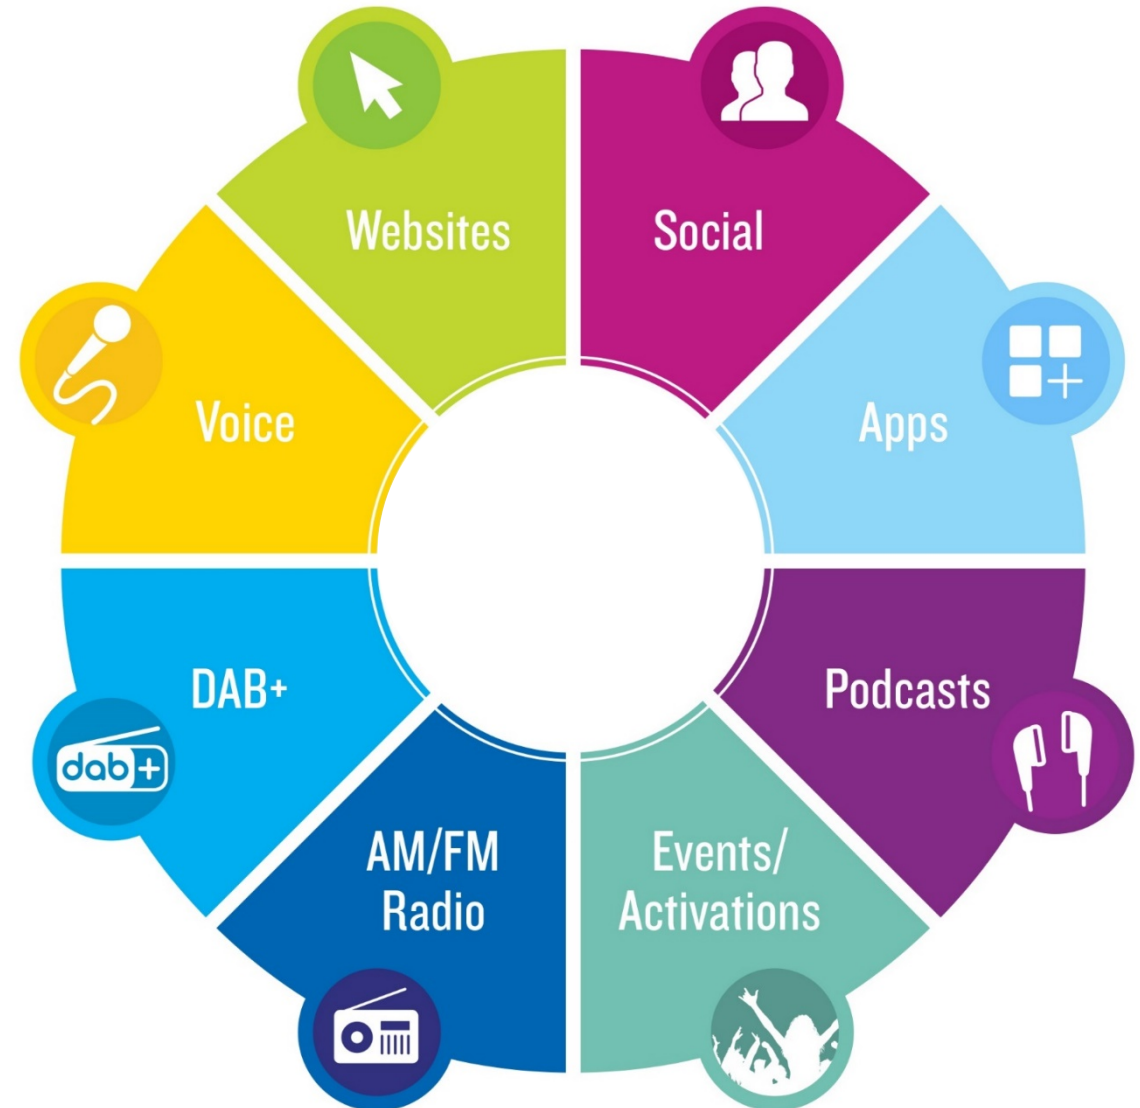 Websites
Social
Apps
Podcasts
Events/
Activations
AM/FM
Radio
DAB+
dab+
Voice